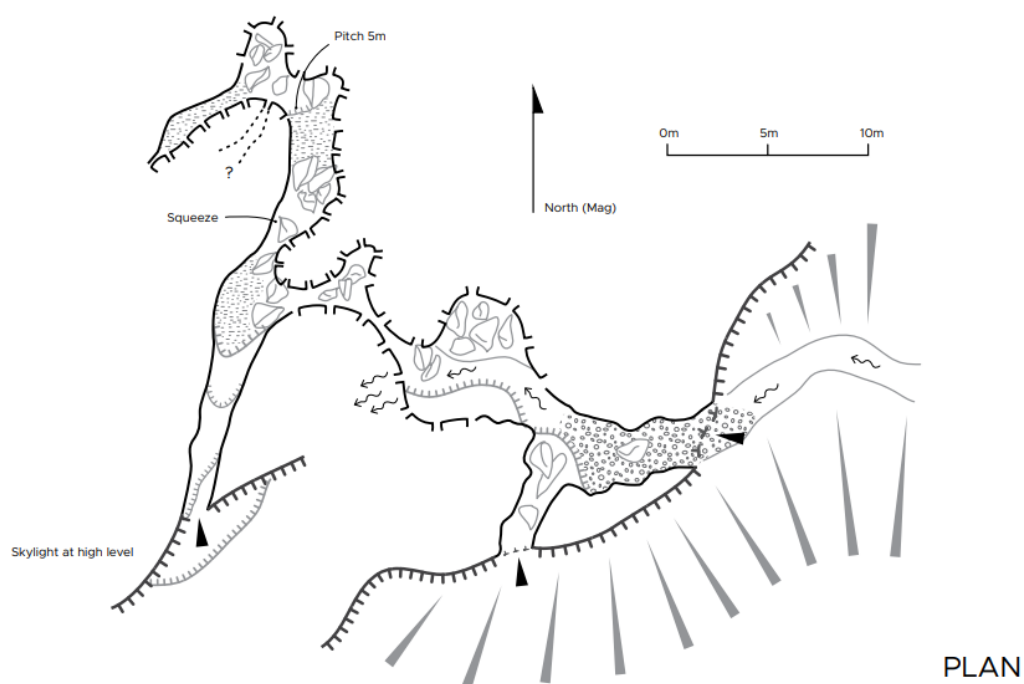 Pitch 5m
0m 5m 10m
?
North (Mag)
Squeeze
Skylight at high level
PLAN